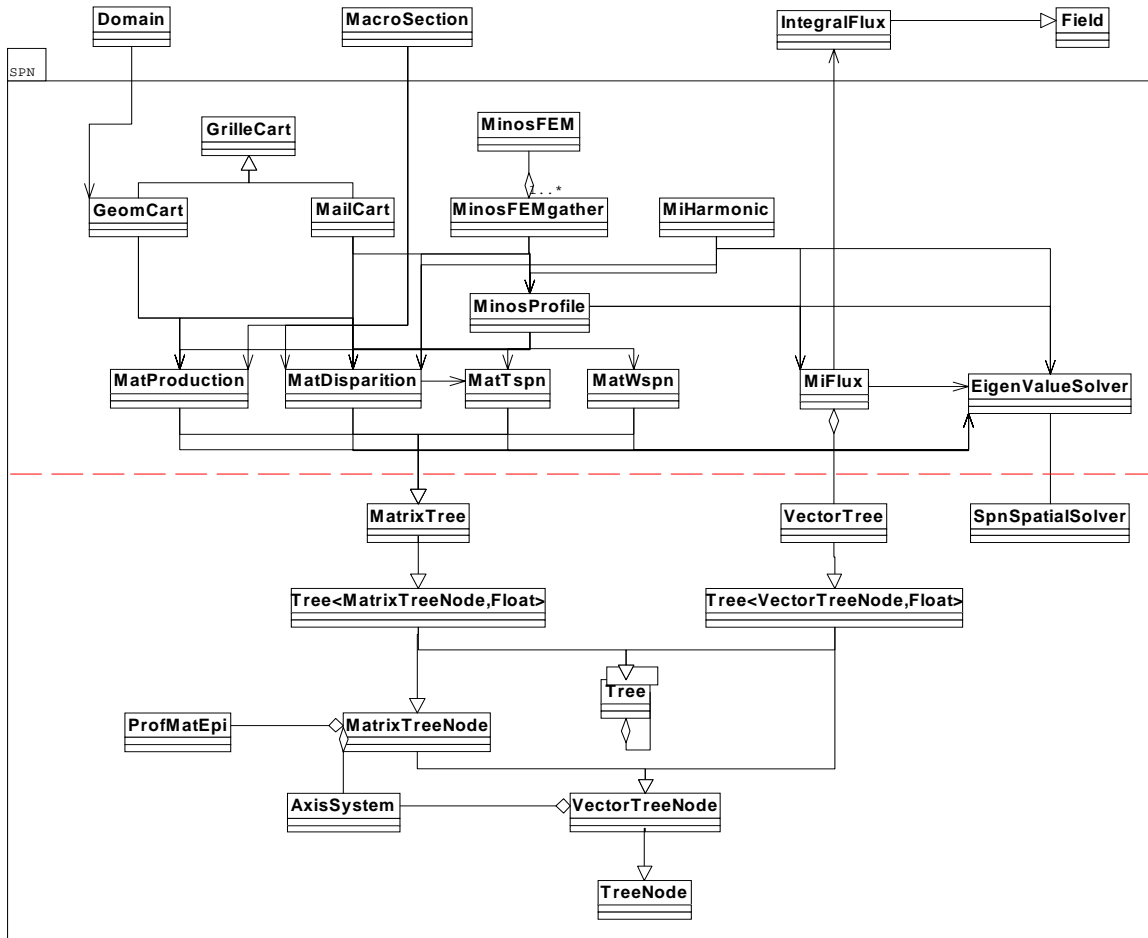 Domain
MacroSection
IntegralFlux
Field
SPN
GrilleCart
MinosFEM
1..*
GeomCart
MailCart
MinosFEMgather
MiHarmonic
MinosProfile
MatProduction
MatDisparition
MatTspn
MatWspn
MiFlux
EigenValueSolver
MatrixTree
VectorTree
SpnSpatialSolver
Tree<MatrixTreeNode,Float>
Tree<VectorTreeNode,Float>
Tree
ProfMatEpi
MatrixTreeNode
AxisSystem
VectorTreeNode
TreeNode